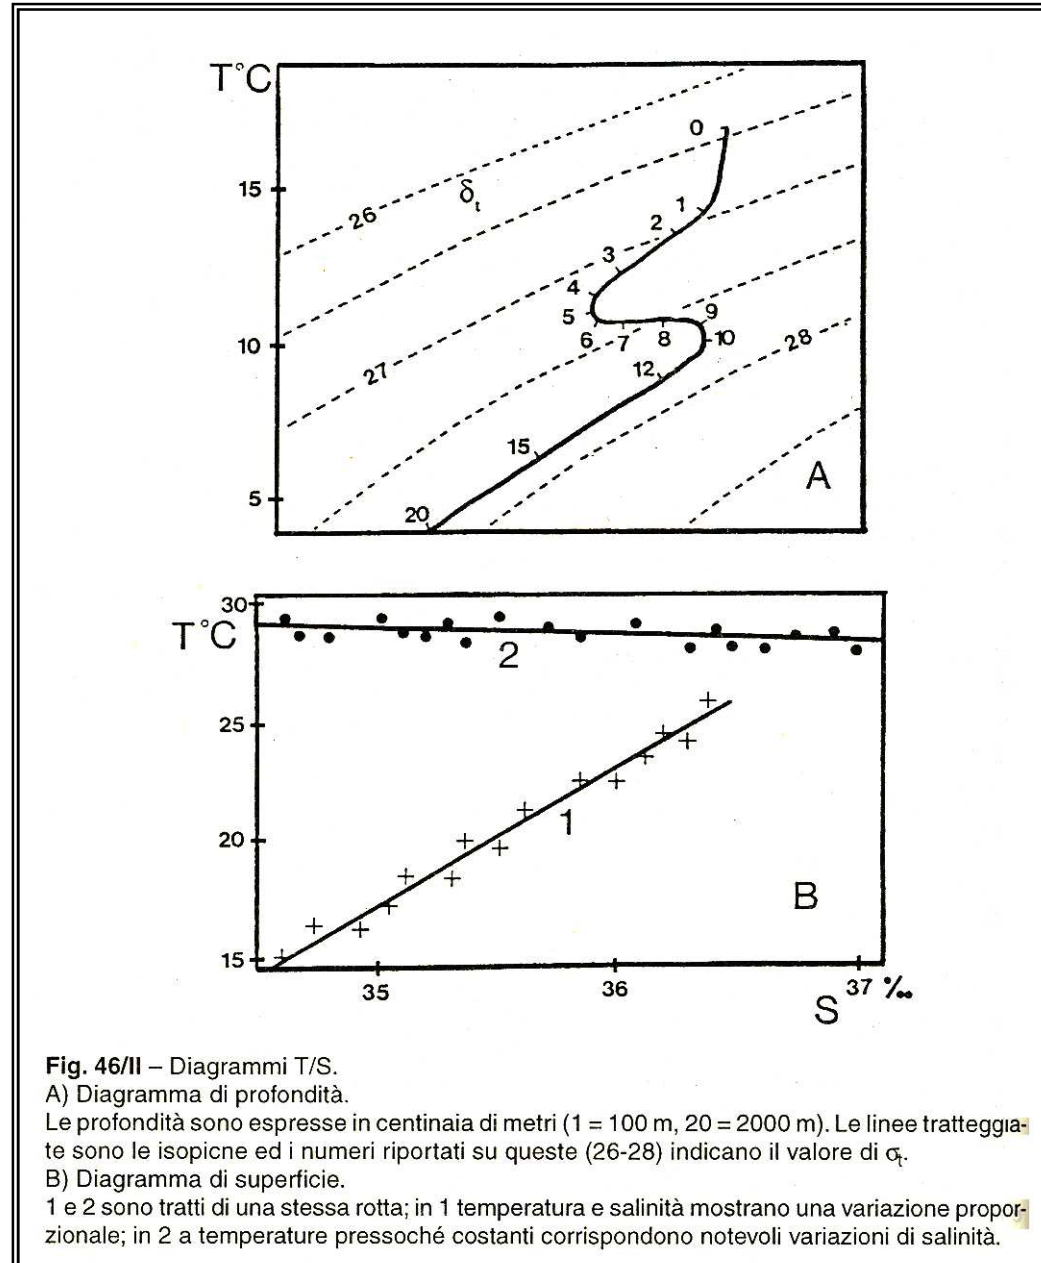 T°C
0
15
26
δt
1
2
3
4
5
6
7
8
9
10
10
27
28
12
15
A
5
20
30
T°C
2
25
20
1
B
15
35
36
37 ‰
S
Fig. 46/II – Diagrammi T/S.
A) Diagramma di profondità.
Le profondità sono espresse in centinaia di metri (1 = 100 m, 20 = 2000 m). Le linee tratteggia-
te sono le isopicne ed i numeri riportati su queste (26-28) indicano il valore di σt.
B) Diagramma di superficie.
1 e 2 sono tratti di una stessa rotta; in 1 temperatura e salinità mostrano una variazione propor-
zionale; in 2 a temperature pressoché costanti corrispondono notevoli variazioni di salinità.